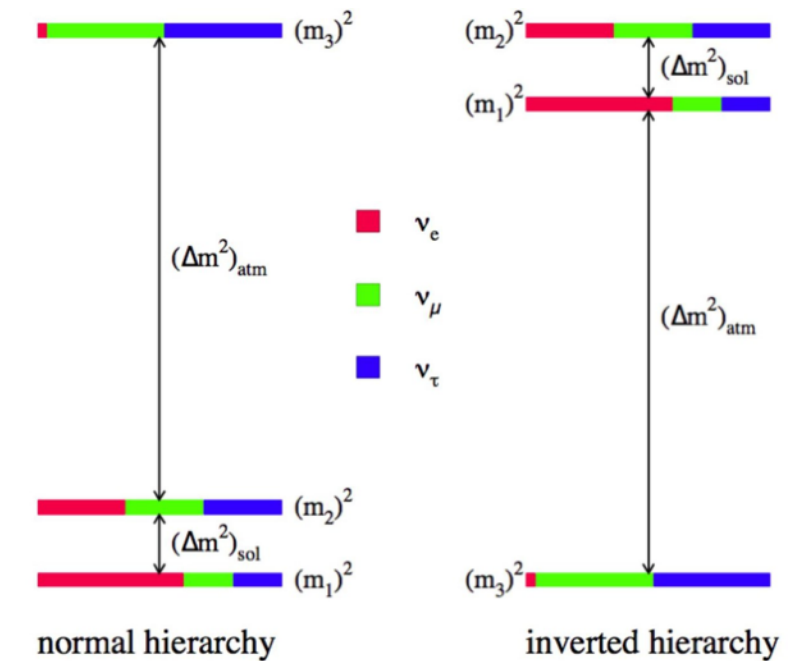 (m₃)²
(m₂)²
(Δm²)sol
(m₁)²
νe
(Δm²)atm
νμ
(Δm²)atm
ντ
(m₂)²
(Δm²)sol
(m₁)²
(m₃)²
normal hierarchy
inverted hierarchy